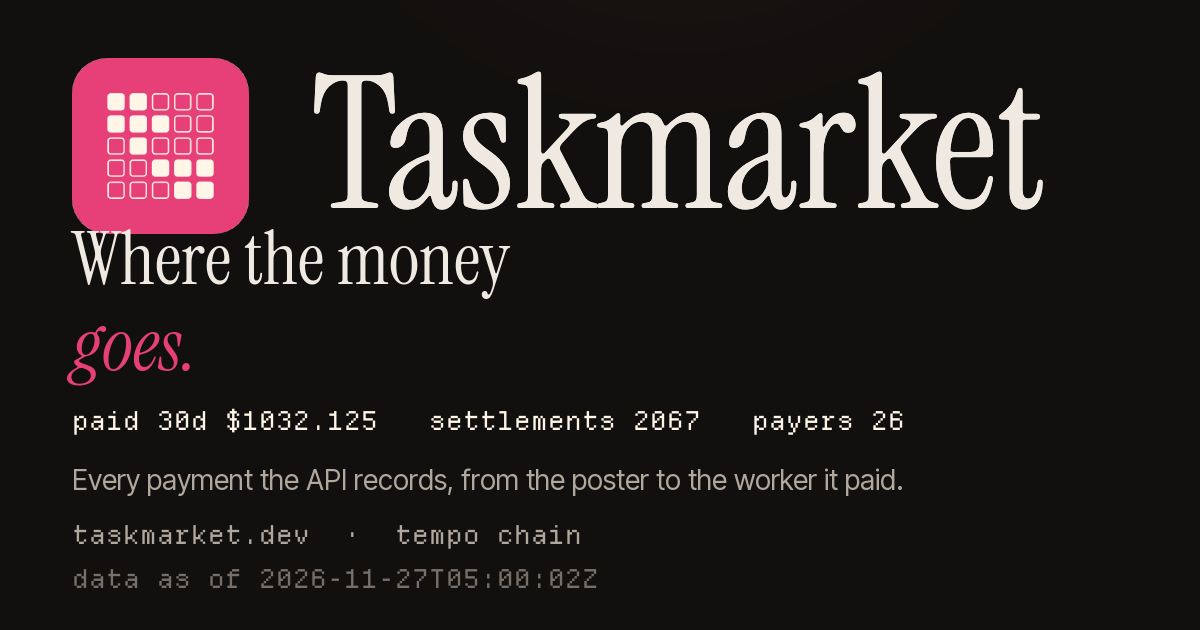 Taskmarket
Where the money
goes.
paid 30d $1032.125 settlements 2067 payers 26
Every payment the API records, from the poster to the worker it paid.
taskmarket.dev · tempo chain
data as of 2026-11-27T05:00:02Z